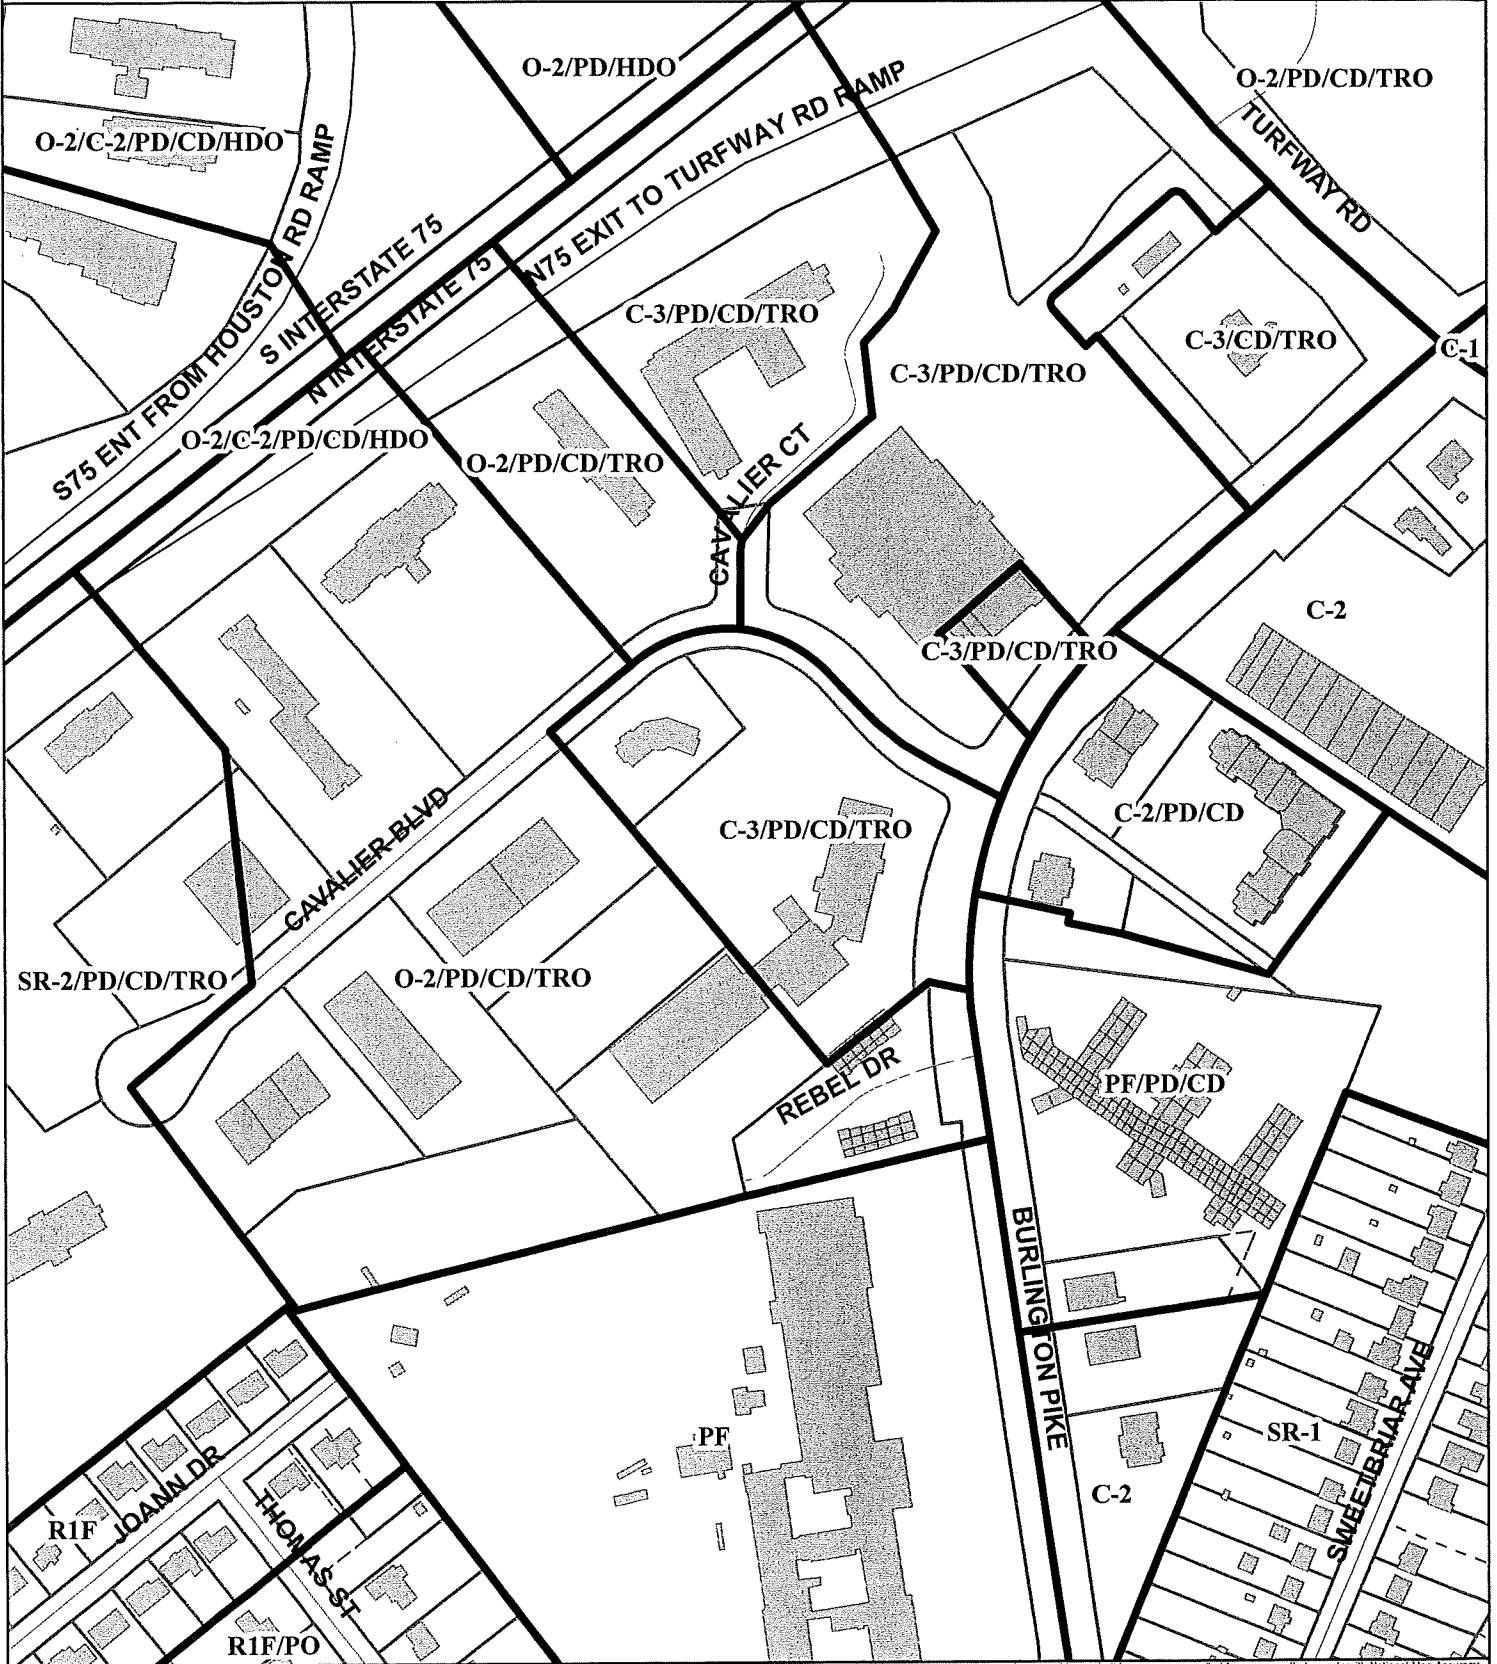 O-2/PD/HDO
O-2/PD/CD/TRO
O-2/C-2/PD/CD/HDO
TURFWAY RD
N75 EXIT TO TURFWAY RD RAMP
S75 ENT FROM HOUSTON RD RAMP
S INTERSTATE 75
N INTERSTATE 75
C-3/PD/CD/TRO
C-3/CD/TRO
C-1
C-3/PD/CD/TRO
O-2/C-2/PD/CD/HDO
O-2/PD/CD/TRO
CAVALIER CT
C-2
C-3/PD/CD/TRO
C-2/PD/CD
C-3/PD/CD/TRO
CAVALIER BLVD
SR-2/PD/CD/TRO
O-2/PD/CD/TRO
REBEL DR
PF/PD/CD
BURLINGTON PIKE
PF
SR-1
SWEETBRIAR AVE
C-2
R1F
JOANN DR
THOMAS ST
R1F/PO